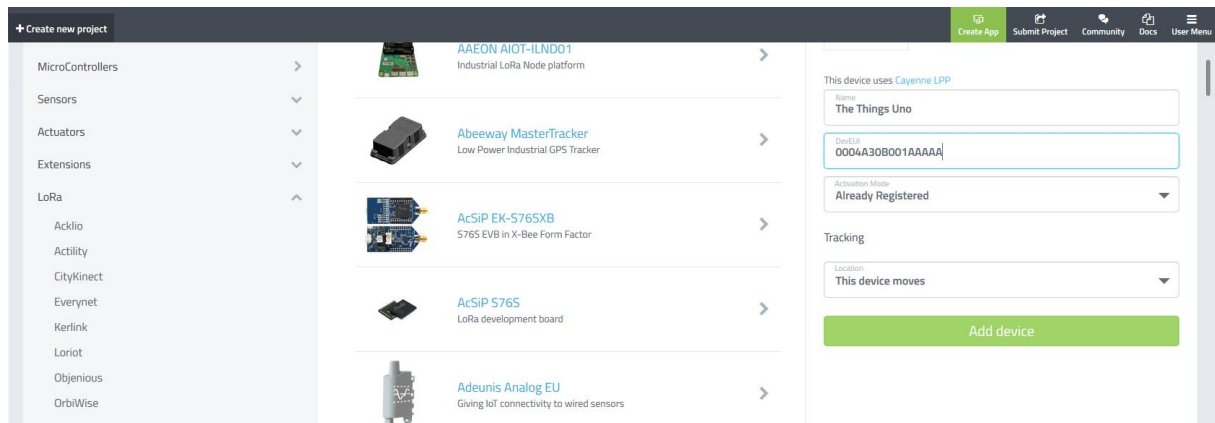 Create new project
Create App
Submit Project
Community
Docs
User Menu
MicroControllers
Sensors
Actuators
Extensions
LoRa
Acklio
Actility
CityKinect
Everynet
Kerlink
Loriot
Objenious
OrbiWise
AAEON AIOT-ILND01
Industrial LoRa Node platform
Abeeway MasterTracker
Low Power Industrial GPS Tracker
AcSiP EK-S76SXB
S76S EVB in X-Bee Form Factor
AcSiP S76S
LoRa development board
Adeunis Analog EU
Giving IoT connectivity to wired sensors
This device uses Cayenne LPP
Name
The Things Uno
DevEUI
0004A30B001AAAAA
Activation Mode
Already Registered
Tracking
Location
This device moves
Add device